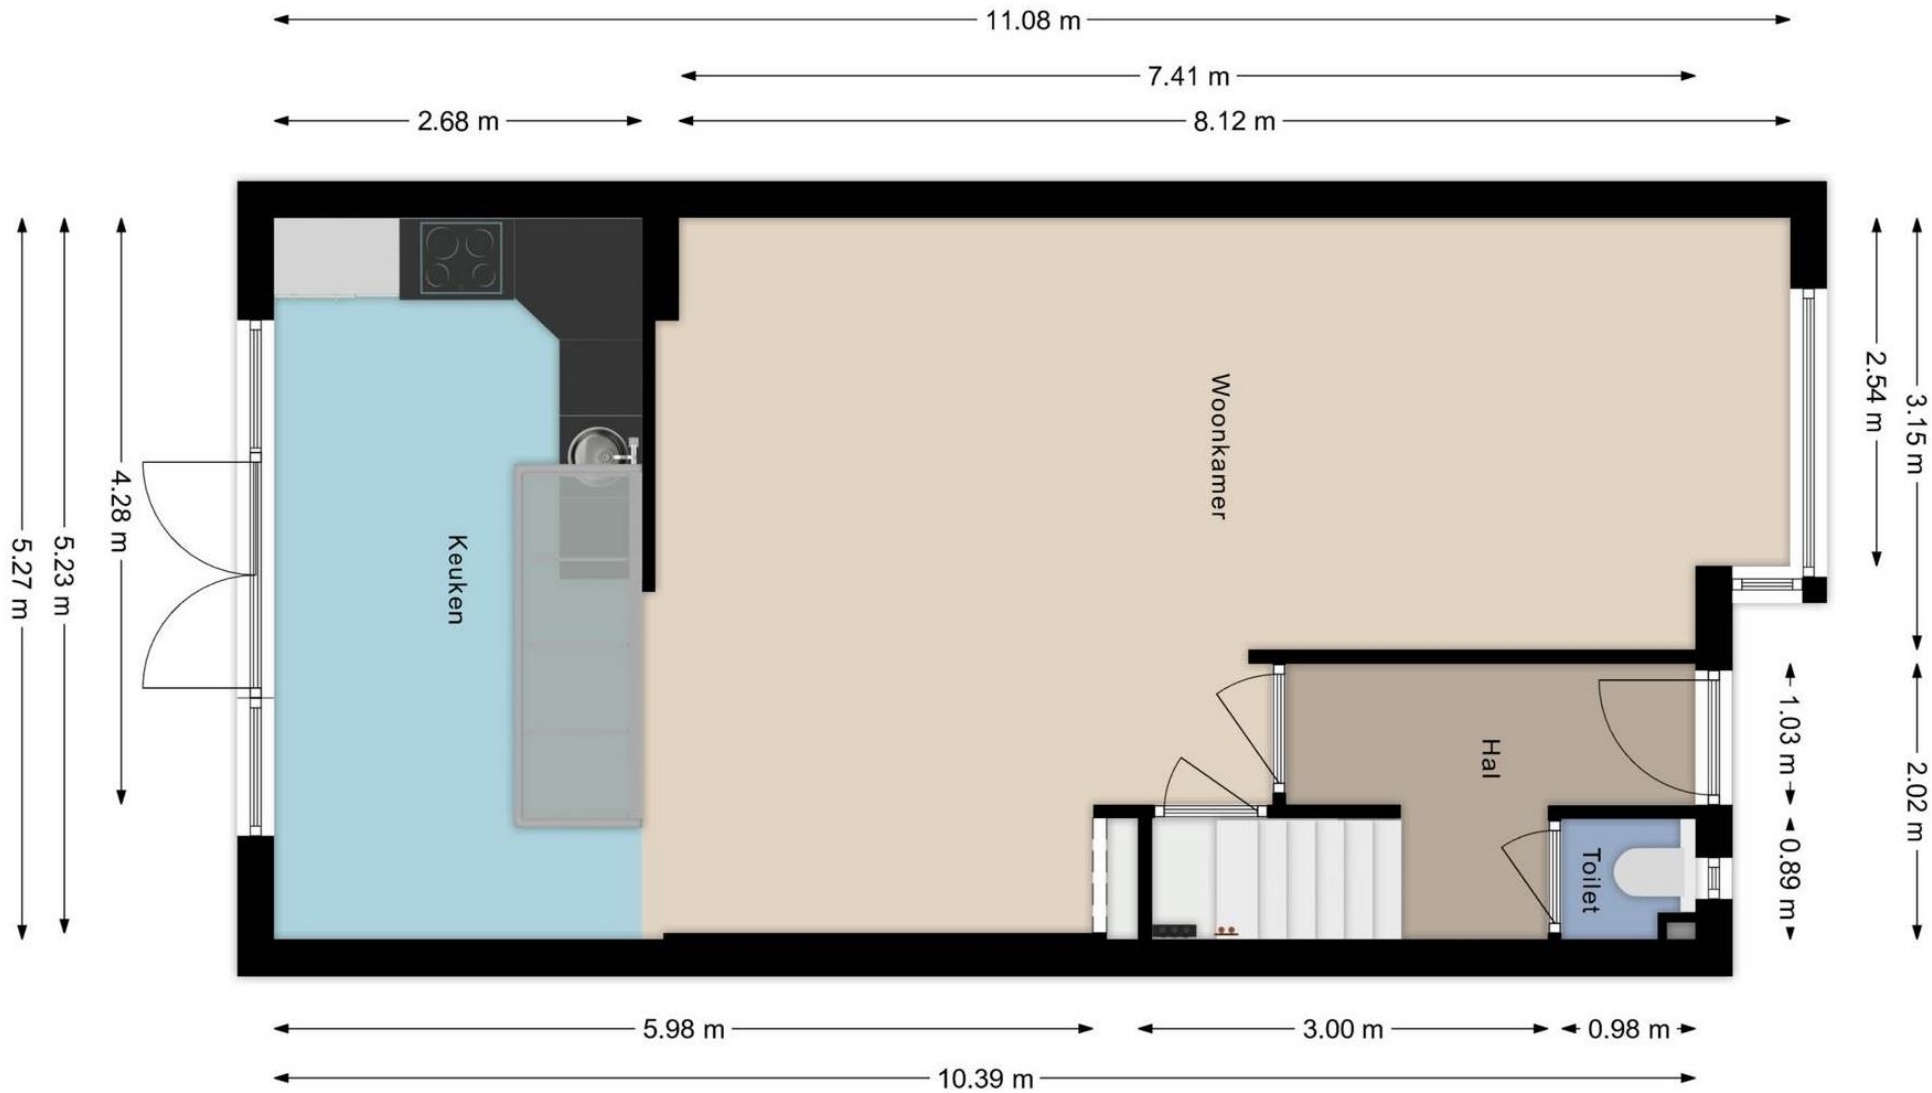 11.08 m
7.41 m
2.68 m
8.12 m
5.27 m
5.23 m
4.28 m
Keuken
Woonkamer
Hal
Toilet
2.54 m
3.15 m
1.03 m
0.89 m
2.02 m
5.98 m
3.00 m
0.98 m
10.39 m